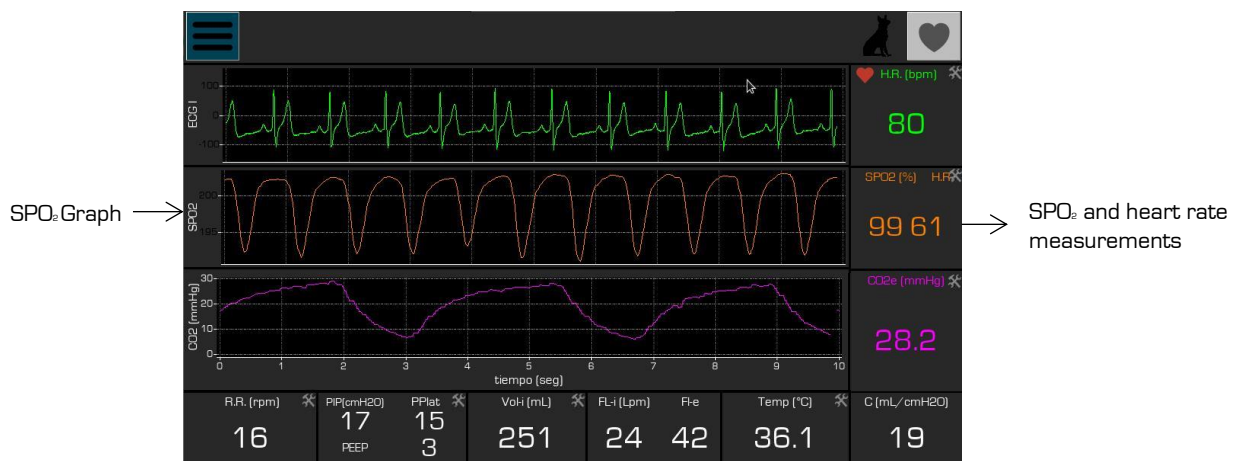 H.R. (bpm)
100
0
-100
ECG I
80
SPO₂ Graph
SPO2 (%) H.R.
200
195
SPO2
99 61
SPO₂ and heart rate
measurements
CO2e (mmHg)
30
20
10
0
CO2 (mmHg)
28.2
0 1 2 3 4 5 6 7 8 9 10
tiempo (seg)
R.R. (rpm) PIP(cmH2O) PPlat Vol-i (mL) FL-i (Lpm) Fl-e Temp (°C) C (mL/cmH2O)
17 15
16 251 24 42 36.1 19
PEEP 3